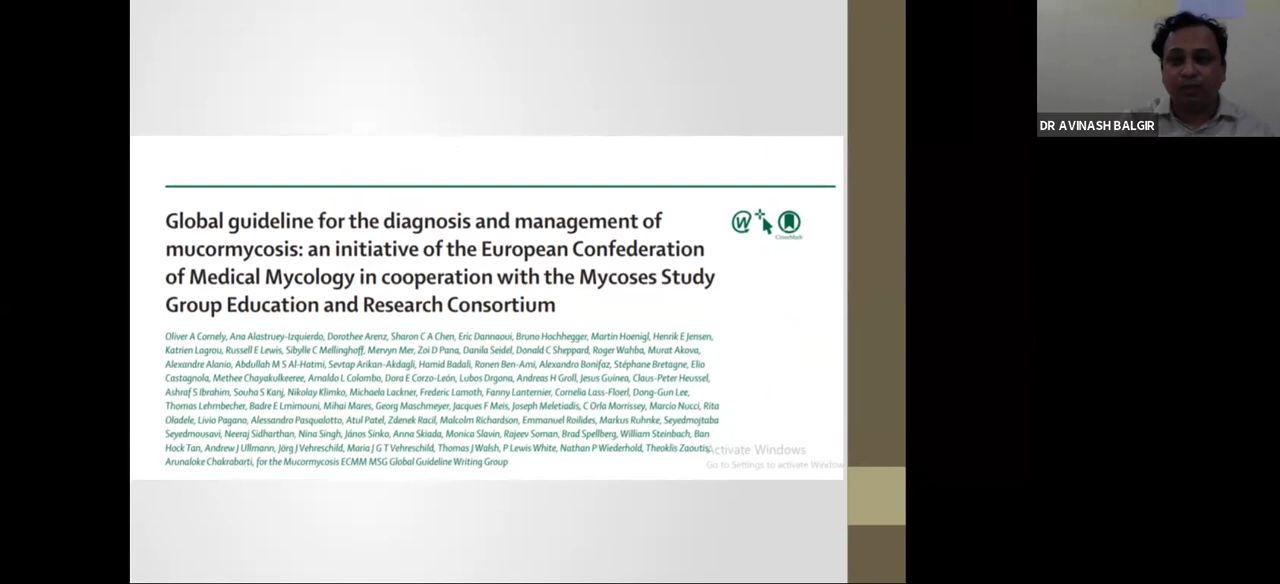 Global guideline for the diagnosis and management of
mucormycosis: an initiative of the European Confederation
of Medical Mycology in cooperation with the Mycoses Study
Group Education and Research Consortium
CrossMark
Oliver A Cornely, Ana Alastruey-Izquierdo, Dorothee Arenz, Sharon C A Chen, Eric Dannaoui, Bruno Hochhegger, Martin Hoenigl, Henrik E Jensen,
Katrien Lagrou, Russell E Lewis, Sibylle C Mellinghoff, Mervyn Mer, Zoi D Pana, Danila Seidel, Donald C Sheppard, Roger Wahba, Murat Akova,
Alexandre Alanio, Abdullah M S Al-Hatmi, Sevtap Arikan-Akdagli, Hamid Badali, Ronen Ben-Ami, Alexandro Bonifaz, Stéphane Bretagne, Elio
Castagnola, Methee Chayakulkeeree, Arnaldo L Colombo, Dora E Corzo-León, Lubos Drgona, Andreas H Groll, Jesus Guinea, Claus-Peter Heussel,
Ashraf S Ibrahim, Souha S Kanj, Nikolay Klimko, Michaela Lackner, Frederic Lamoth, Fanny Lanternier, Cornelia Lass-Floerl, Dong-Gun Lee,
Thomas Lehrnbecher, Badre E Lmimouni, Mihai Mares, Georg Maschmeyer, Jacques F Meis, Joseph Meletiadis, C Orla Morrissey, Marcio Nucci, Rita
Oladele, Livio Pagano, Alessandro Pasqualotto, Atul Patel, Zdenek Racil, Malcolm Richardson, Emmanuel Roilides, Markus Ruhnke, Seyedmojtaba
Seyedmousavi, Neeraj Sidharthan, Nina Singh, János Sinko, Anna Skiada, Monica Slavin, Rajeev Soman, Brad Spellberg, William Steinbach, Ban
Hock Tan, Andrew J Ullmann, Jörg J Vehreschild, Maria J G T Vehreschild, Thomas J Walsh, P Lewis White, Nathan P Wiederhold, Theoklis Zaoutis,
Arunaloke Chakrabarti, for the Mucormycosis ECMM MSG Global Guideline Writing Group
Activate Windows
Go to Settings to activate Window
DR AVINASH BALGIR